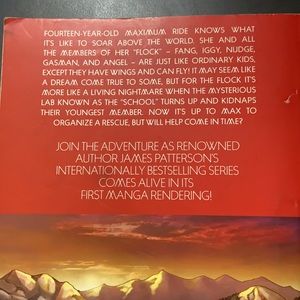 FOURTEEN-YEAR-OLD MAXIMUM RIDE KNOWS WHAT
IT'S LIKE TO SOAR ABOVE THE WORLD. SHE AND ALL
THE MEMBERS OF HER "FLOCK" – FANG, IGGY, NUDGE,
GASMAN, AND ANGEL – ARE JUST LIKE ORDINARY KIDS,
EXCEPT THEY HAVE WINGS AND CAN FLY! IT MAY SEEM LIKE
A DREAM COME TRUE TO SOME, BUT FOR THE FLOCK IT'S
MORE LIKE A LIVING NIGHTMARE WHEN THE MYSTERIOUS
LAB KNOWN AS THE "SCHOOL" TURNS UP AND KIDNAPS
THEIR YOUNGEST MEMBER. NOW IT'S UP TO MAX TO
ORGANIZE A RESCUE, BUT WILL HELP COME IN TIME?
JOIN THE ADVENTURE AS RENOWNED
AUTHOR JAMES PATTERSON'S
INTERNATIONALLY BESTSELLING SERIES
COMES ALIVE IN ITS
FIRST MANGA RENDERING!